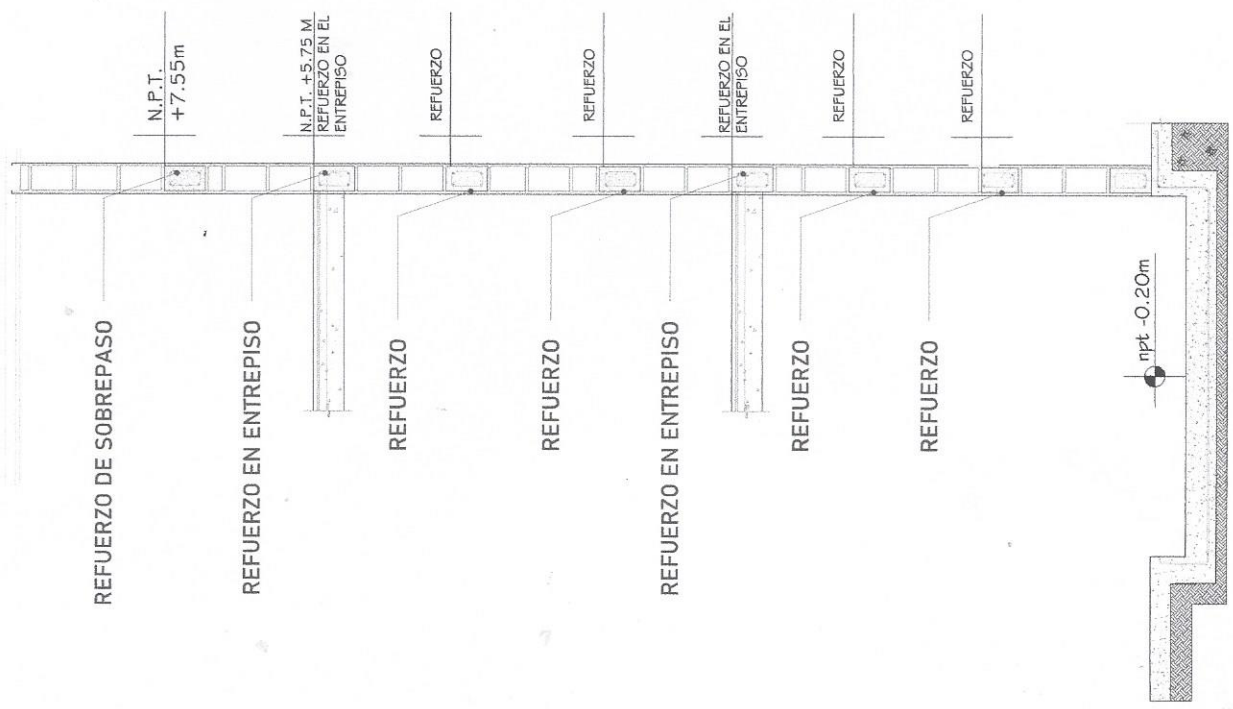 N.P.T.
+7.55m
N.P.T. +5.75 M
REFUERZO EN EL
ENTREPISO
REFUERZO
REFUERZO
REFUERZO EN EL
ENTREPISO
REFUERZO
REFUERZO
REFUERZO DE SOBREPASO
REFUERZO EN ENTREPISO
REFUERZO
REFUERZO
REFUERZO EN ENTREPISO
REFUERZO
REFUERZO
npt -0.20m